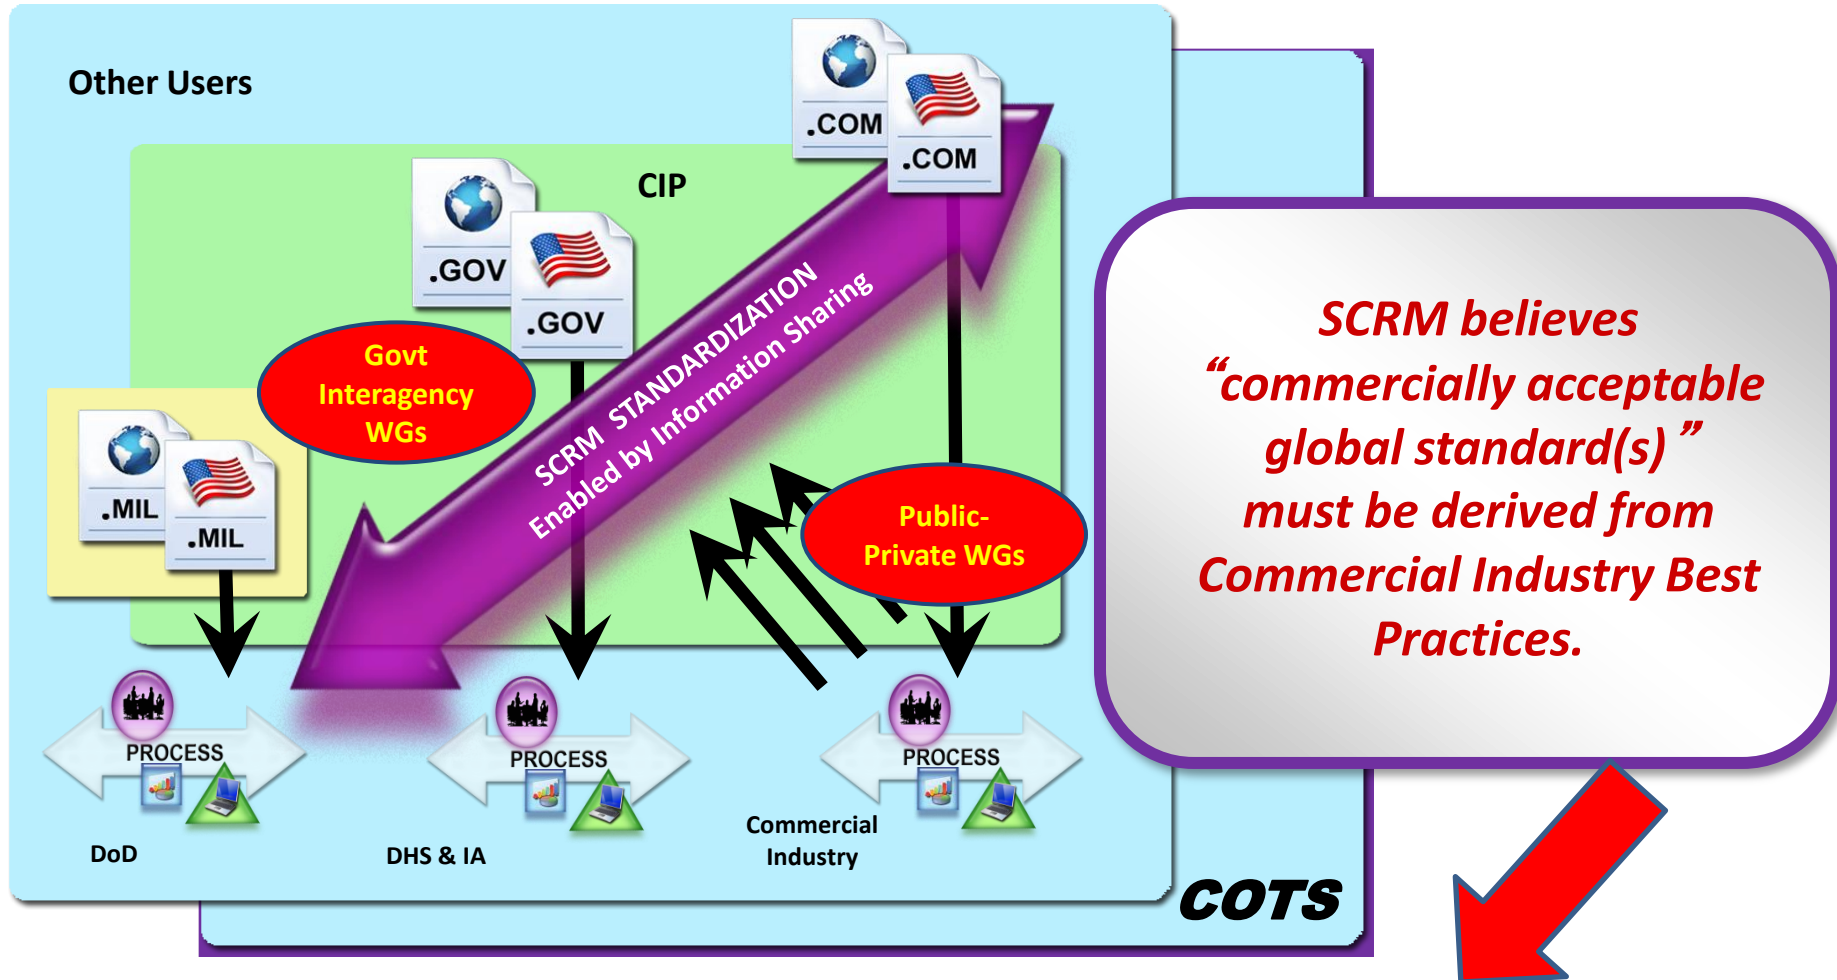 Other Users
.COM
.COM
CIP
.GOV
.GOV
Govt
Interagency
WGs
.MIL
.MIL
SCRM STANDARDIZATION
Enabled by Information Sharing
Public-
Private WGs
PROCESS
PROCESS
PROCESS
DoD
DHS & IA
Commercial
Industry
COTS
SCRM believes
“commercially acceptable
global standard(s) ”
must be derived from
Commercial Industry Best
Practices.